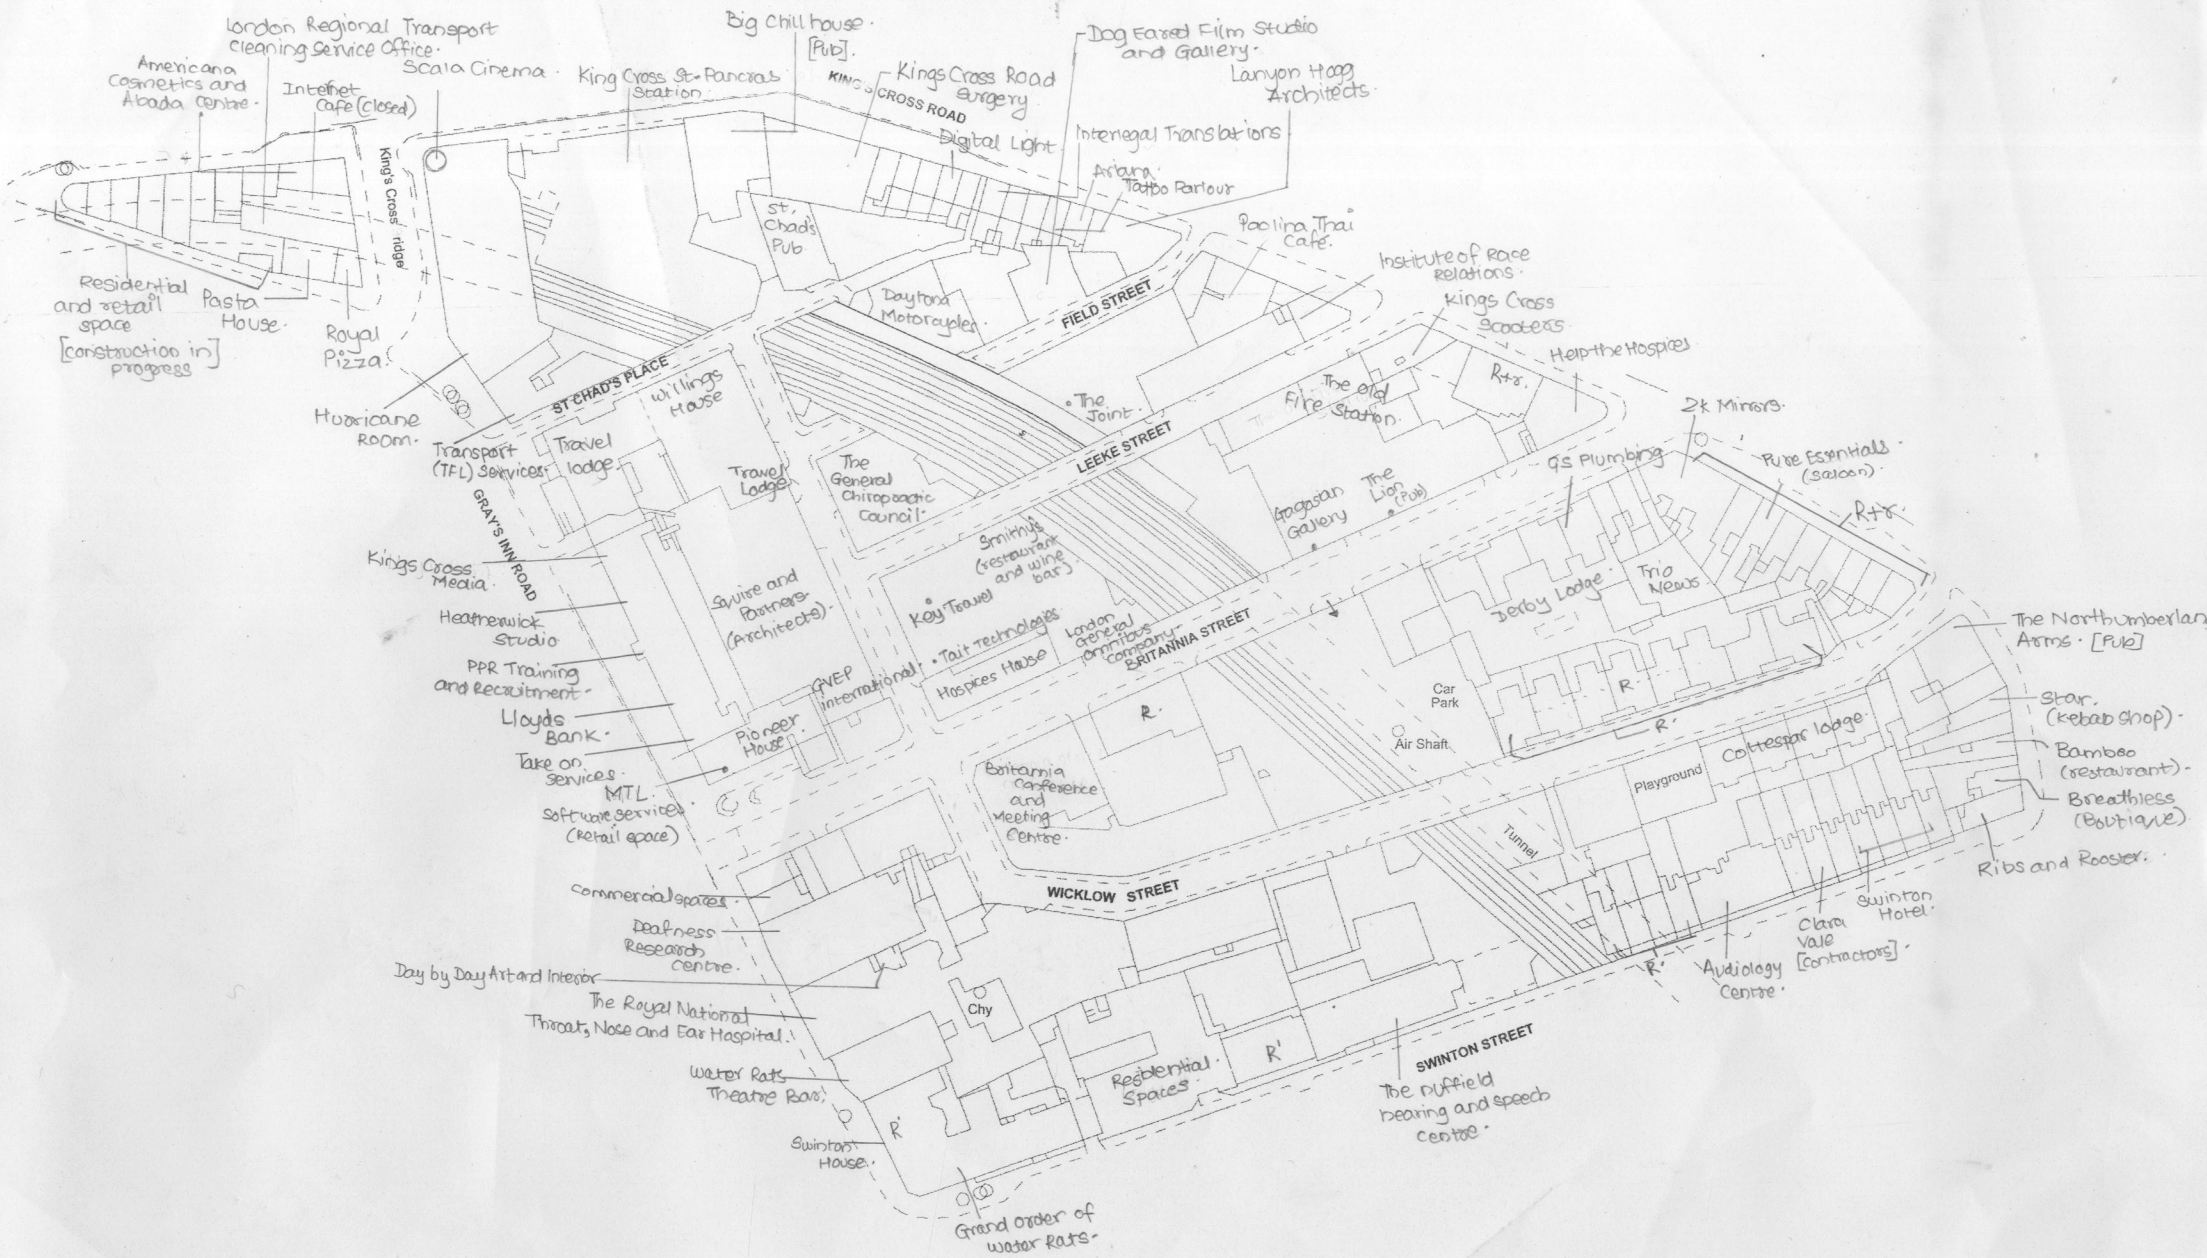 London Regional Transport
Cleaning Service Office.
Americana
Cosmetics and
Abada Centre.
Internet
Cafe (closed)
Scala Cinema.
King Cross St. Pancras
Station.
Big Chill house.
[Pub].
KING'S CROSS ROAD
Kings Cross Road
Surgery
Digital Light
Dog Eared Film Studio
and Gallery.
Lanyon Hogg
Architects.
Interlegal Translations
Ariana
Tattoo Parlour
King's Cross ridge
St.
Chad's
Pub
Paolina Thai
Café.
Institute of Race
Relations.
Kings Cross
Scooters.
Help the Hospices
Residential
and retail
space
[construction in]
progress
Pasta
House.
Royal
Pizza.
Daytona
Motorcycles.
FIELD STREET
Hurricane
Room.
ST CHAD'S PLACE
Willings
House
Transport
(TFL) Services.
Travel
lodge.
Travel
Lodge
The
General
Chiropractic
Council.
.The
Joint.
LEEKE STREET
The old
Fire Station.
R+r.
2K Mirrors.
GS Plumbing
Pure Essentials
(saloon).
R+r.
Gagosian
Gallery
The
Lion
(Pub)
GRAY'S INN ROAD
Kings Cross
Media.
Heatherwick
Studio
PPR Training
and Recruitment.
Lloyds
Bank.
Take on
services.
MTL.
Software services
(Retail space)
Squire and
Partners
(Architects).
Smithy's
(restaurant
and wine
bar).
Key Travel
Tait Technologies
Hospices House
London
General
Omnibus
Company.
BRITANNIA STREET
GVEP
international
Pioneer
House.
Derby Lodge.
Trio
News
R
R.
Car
Park
Air Shaft
The Northumberlan
Arms. [Pub]
Star.
(Kebab shop).
Bamboo
(restaurant).
Breathless
(Boutique)
Ribs and Rooster.
Cottespar lodge.
Playground
Tunnel
R.
Britannia
Conference
and
Meeting
Centre.
WICKLOW STREET
Commercial spaces.
Deafness
Research
Centre.
Day by Day Art and Interior
The Royal National
Throat, Nose and Ear Hospital.
Water Rats
Theatre Bar.
Swinton
House.
R'
Chy
Residential
Spaces.
R'
Swinton
Hotel.
Clara
Vale
[contractors].
Audiology
Centre.
R.
SWINTON STREET
The nuffield
hearing and speech
centre.
Grand order of
Water Rats.